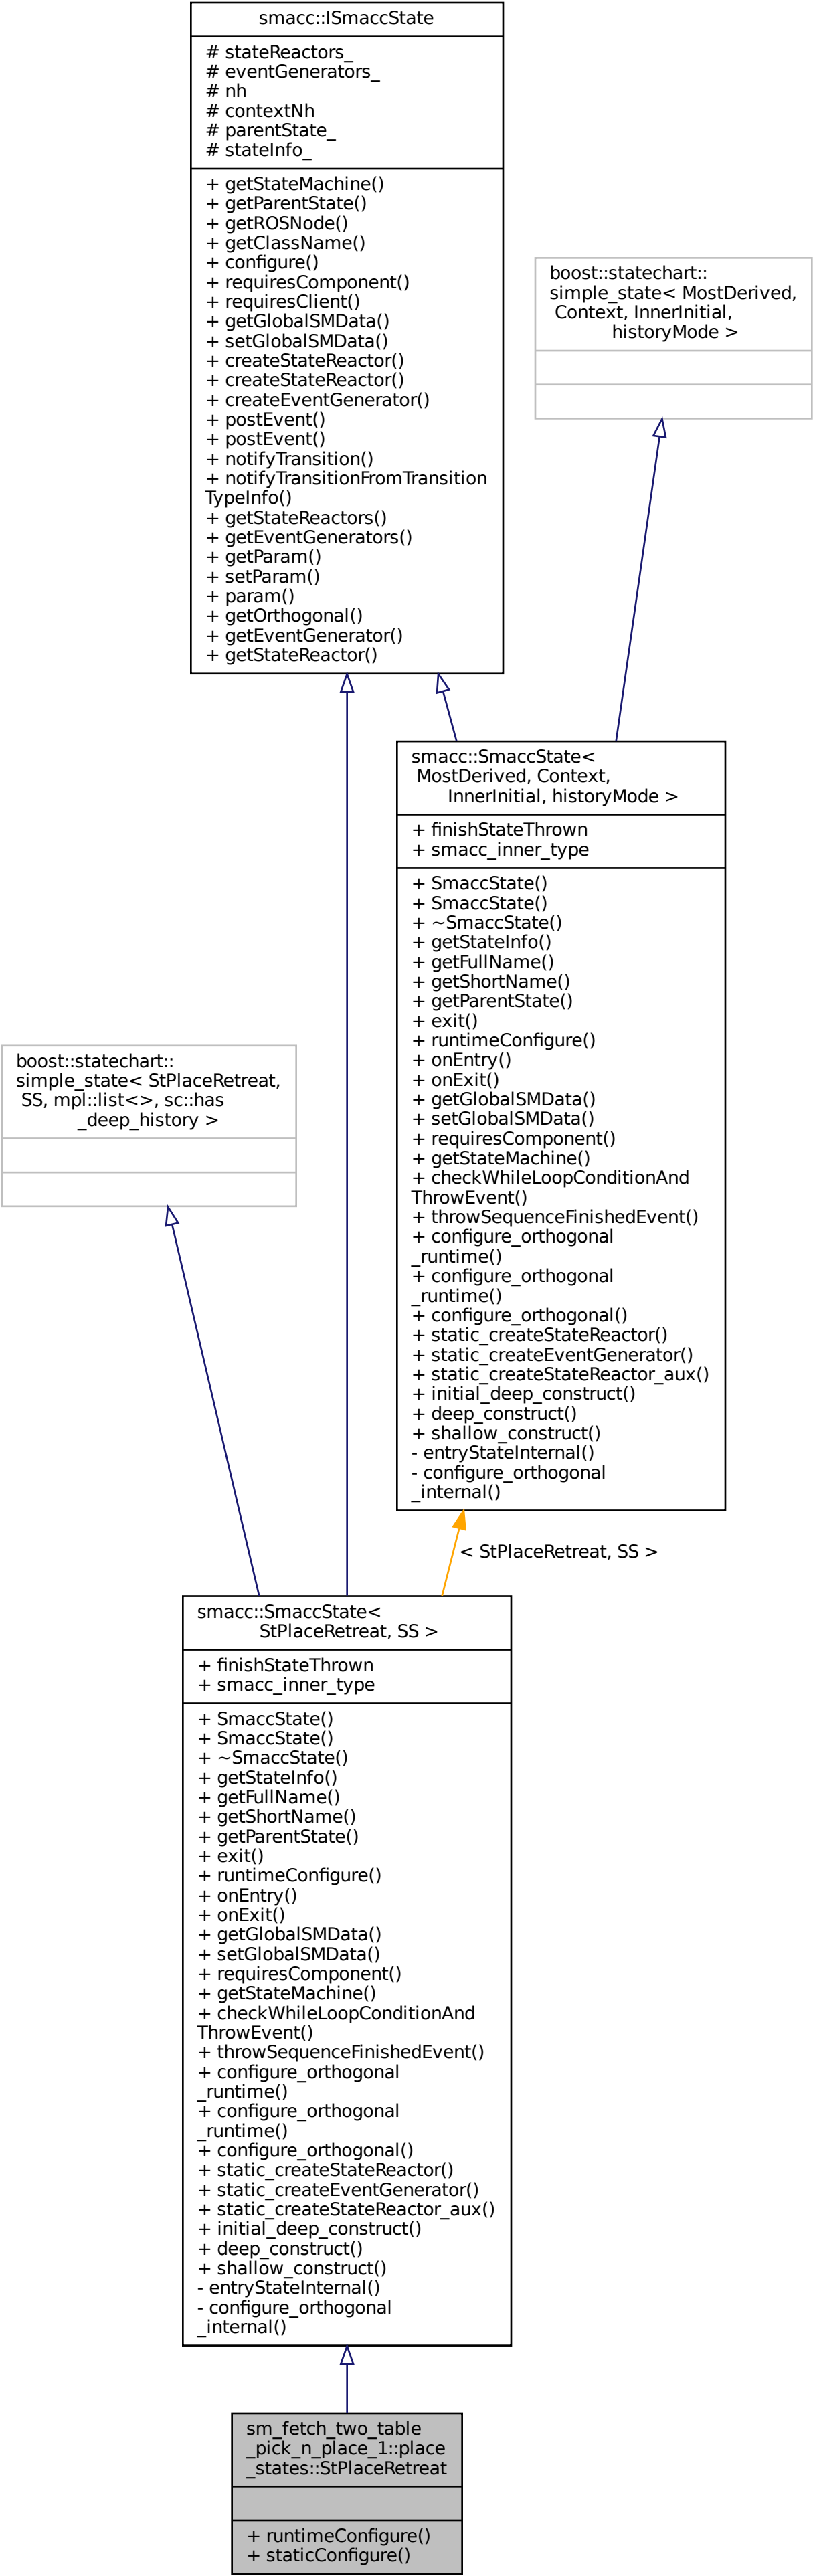 smacc::ISmaccState
# stateReactors_
# eventGenerators_
# nh
# contextNh
# parentState_
# stateInfo_
+ getStateMachine()
+ getParentState()
+ getROSNode()
+ getClassName()
+ configure()
+ requiresComponent()
+ requiresClient()
+ getGlobalSMData()
+ setGlobalSMData()
+ createStateReactor()
+ createStateReactor()
+ createEventGenerator()
+ postEvent()
+ postEvent()
+ notifyTransition()
+ notifyTransitionFromTransition
TypeInfo()
+ getStateReactors()
+ getEventGenerators()
+ getParam()
+ setParam()
+ param()
+ getOrthogonal()
+ getEventGenerator()
+ getStateReactor()
boost::statechart::
simple_state< MostDerived,
Context, InnerInitial,
historyMode >
smacc::SmaccState<
MostDerived, Context,
InnerInitial, historyMode >
+ finishStateThrown
+ smacc_inner_type
+ SmaccState()
+ SmaccState()
+ ~SmaccState()
+ getStateInfo()
+ getFullName()
+ getShortName()
+ getParentState()
+ exit()
+ runtimeConfigure()
+ onEntry()
+ onExit()
+ getGlobalSMData()
+ setGlobalSMData()
+ requiresComponent()
+ getStateMachine()
+ checkWhileLoopConditionAnd
ThrowEvent()
+ throwSequenceFinishedEvent()
+ configure_orthogonal
_runtime()
+ configure_orthogonal
_runtime()
+ configure_orthogonal()
+ static_createStateReactor()
+ static_createEventGenerator()
+ static_createStateReactor_aux()
+ initial_deep_construct()
+ deep_construct()
+ shallow_construct()
- entryStateInternal()
- configure_orthogonal
_internal()
boost::statechart::
simple_state< StPlaceRetreat,
SS, mpl::list<>, sc::has
_deep_history >
< StPlaceRetreat, SS >
smacc::SmaccState<
StPlaceRetreat, SS >
+ finishStateThrown
+ smacc_inner_type
+ SmaccState()
+ SmaccState()
+ ~SmaccState()
+ getStateInfo()
+ getFullName()
+ getShortName()
+ getParentState()
+ exit()
+ runtimeConfigure()
+ onEntry()
+ onExit()
+ getGlobalSMData()
+ setGlobalSMData()
+ requiresComponent()
+ getStateMachine()
+ checkWhileLoopConditionAnd
ThrowEvent()
+ throwSequenceFinishedEvent()
+ configure_orthogonal
_runtime()
+ configure_orthogonal
_runtime()
+ configure_orthogonal()
+ static_createStateReactor()
+ static_createEventGenerator()
+ static_createStateReactor_aux()
+ initial_deep_construct()
+ deep_construct()
+ shallow_construct()
- entryStateInternal()
- configure_orthogonal
_internal()
sm_fetch_two_table
_pick_n_place_1::place
_states::StPlaceRetreat
+ runtimeConfigure()
+ staticConfigure()